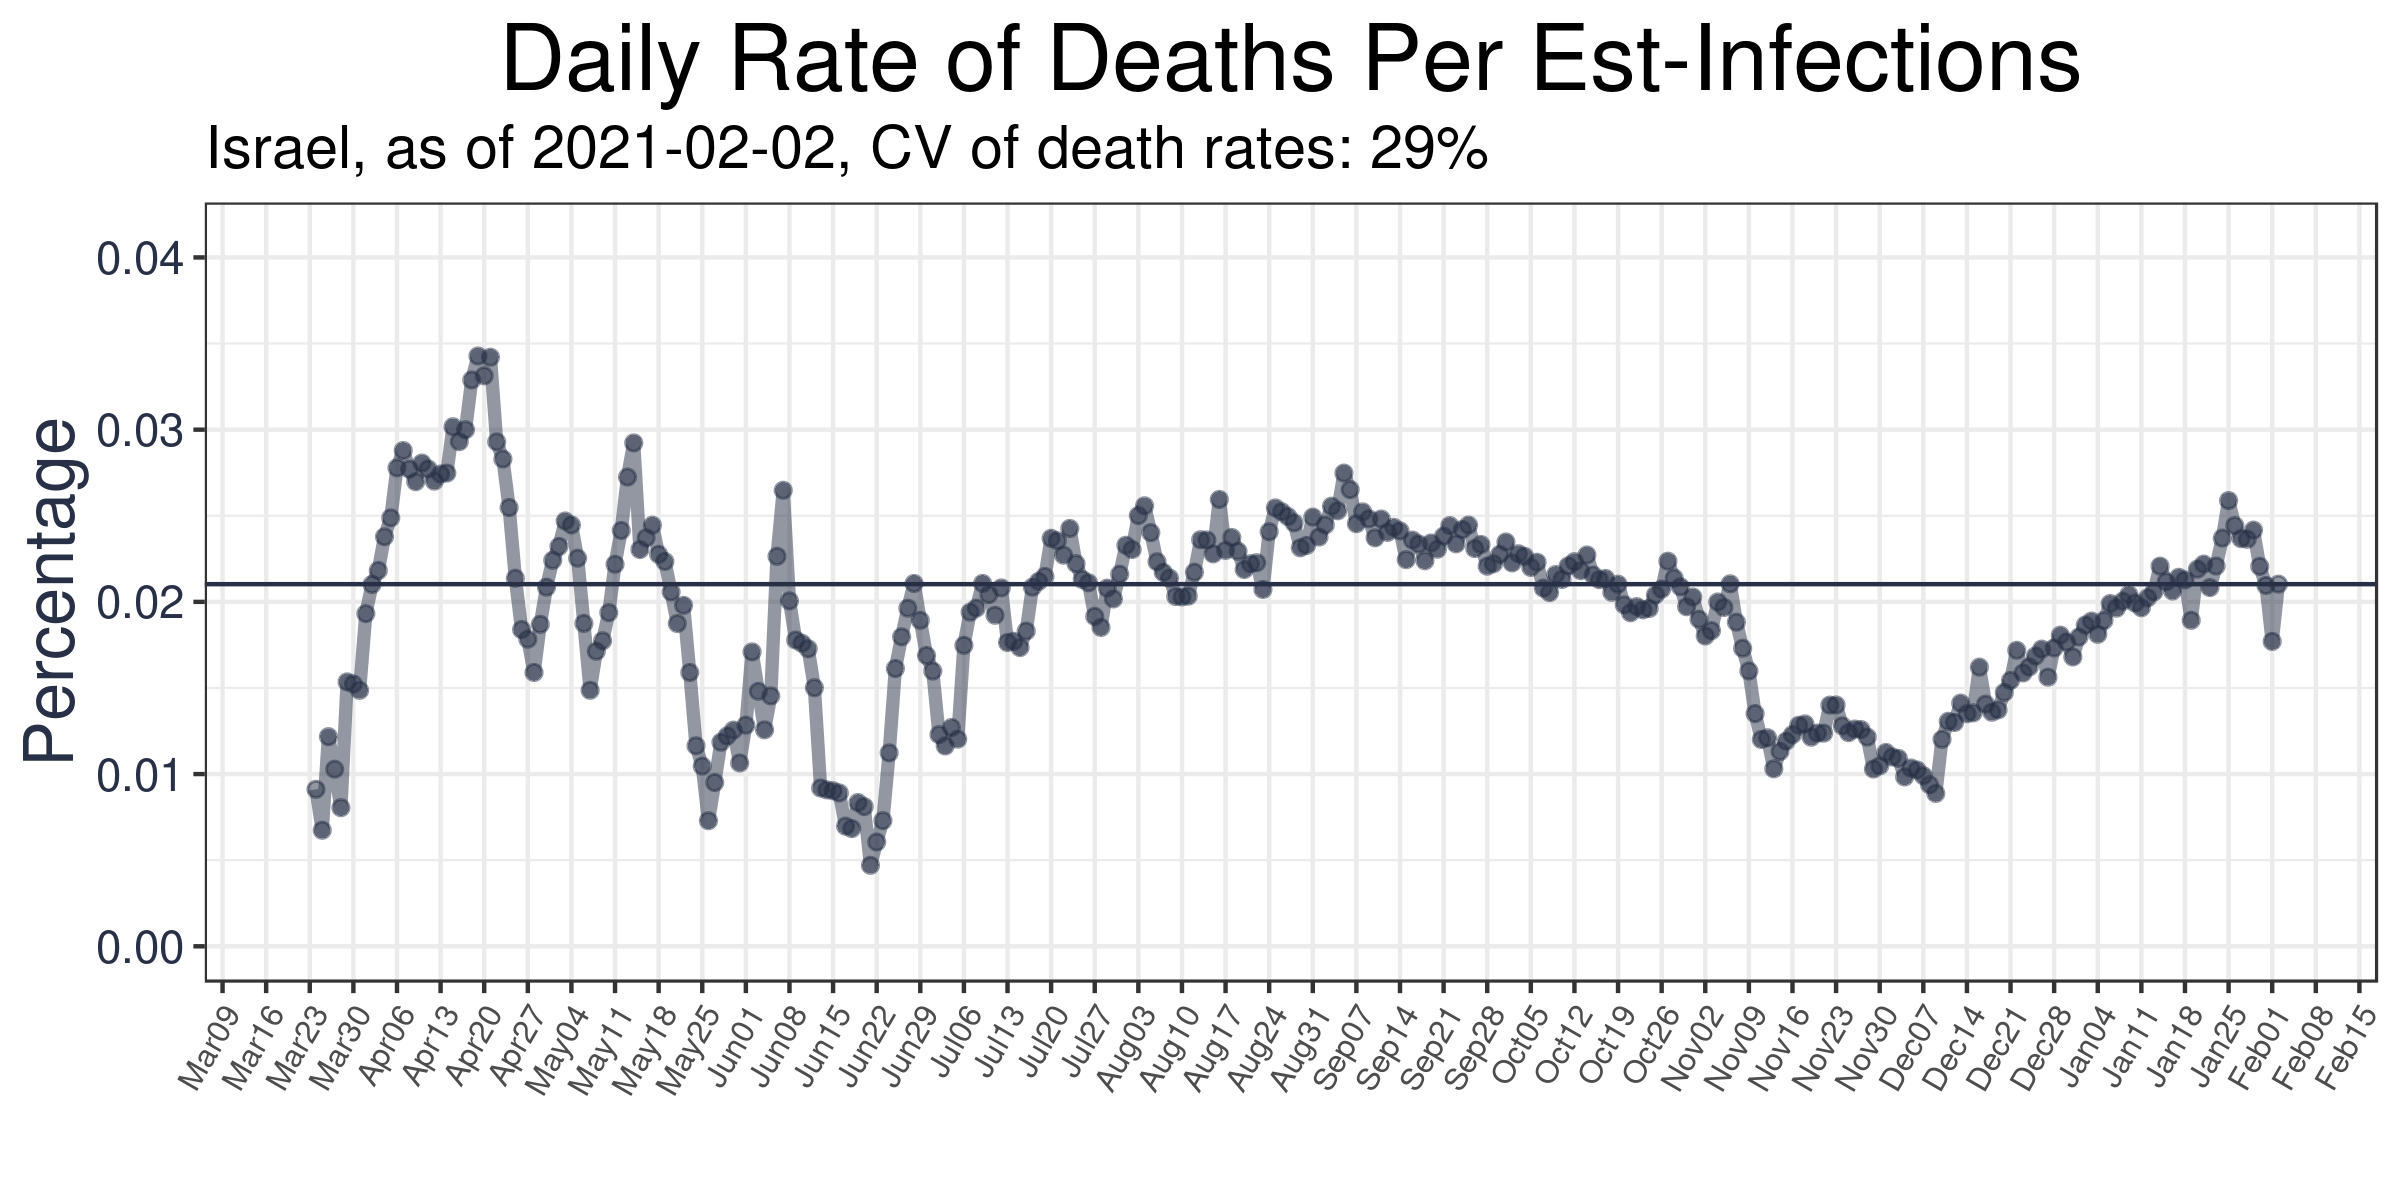 Daily Rate of Deaths Per Est-Infections
Israel, as of 2021-02-02, CV of death rates: 29%
Percentage
0.04
0.03
0.02
0.01
0.00
Mar09
Mar16
Mar23
Mar30
Apr06
Apr13
Apr20
Apr27
May04
May11
May18
May25
Jun01
Jun08
Jun15
Jun22
Jun29
Jul06
Jul13
Jul20
Jul27
Aug03
Aug10
Aug17
Aug24
Aug31
Sep07
Sep14
Sep21
Sep28
Oct05
Oct12
Oct19
Oct26
Nov02
Nov09
Nov16
Nov23
Nov30
Dec07
Dec14
Dec21
Dec28
Jan04
Jan11
Jan18
Jan25
Feb01
Feb08
Feb15